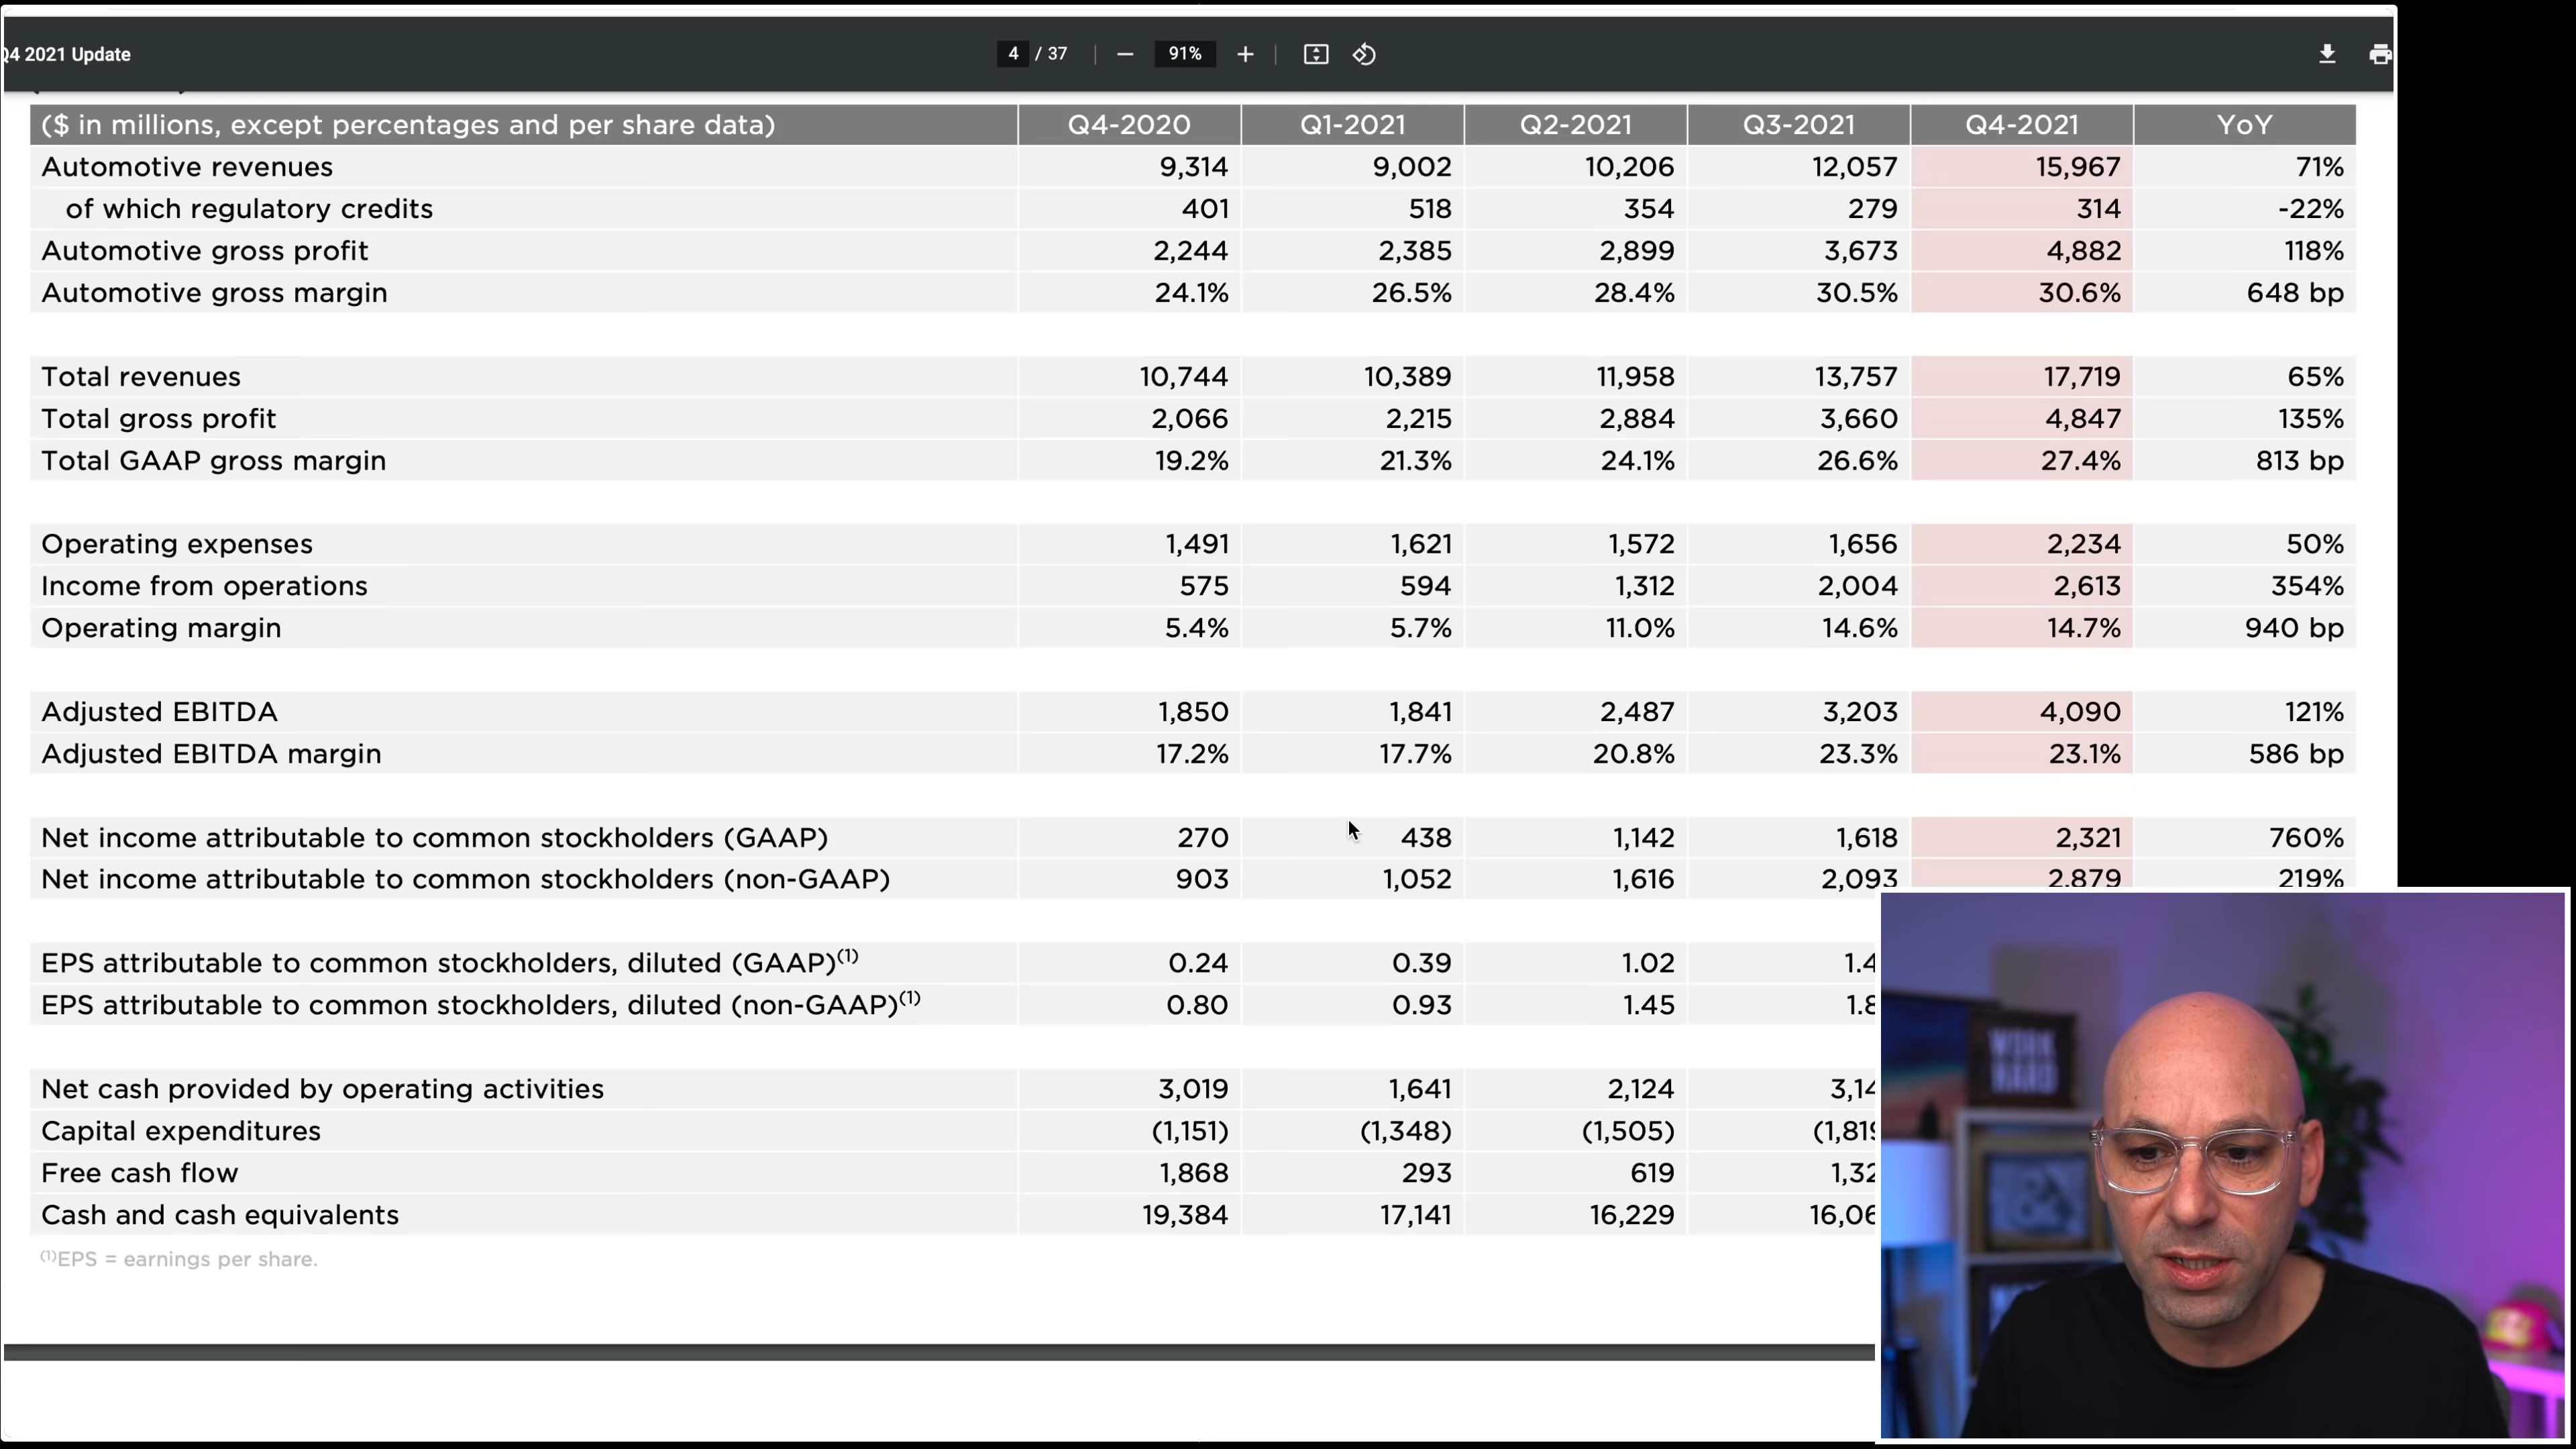 Q4 2021 Update 4 / 37 91%
($ in millions, except percentages and per share data) Q4-2020 Q1-2021 Q2-2021 Q3-2021 Q4-2021 YoY
Automotive revenues 9,314 9,002 10,206 12,057 15,967 71%
of which regulatory credits 401 518 354 279 314 -22%
Automotive gross profit 2,244 2,385 2,899 3,673 4,882 118%
Automotive gross margin 24.1% 26.5% 28.4% 30.5% 30.6% 648 bp
Total revenues 10,744 10,389 11,958 13,757 17,719 65%
Total gross profit 2,066 2,215 2,884 3,660 4,847 135%
Total GAAP gross margin 19.2% 21.3% 24.1% 26.6% 27.4% 813 bp
Operating expenses 1,491 1,621 1,572 1,656 2,234 50%
Income from operations 575 594 1,312 2,004 2,613 354%
Operating margin 5.4% 5.7% 11.0% 14.6% 14.7% 940 bp
Adjusted EBITDA 1,850 1,841 2,487 3,203 4,090 121%
Adjusted EBITDA margin 17.2% 17.7% 20.8% 23.3% 23.1% 586 bp
Net income attributable to common stockholders (GAAP) 270 438 1,142 1,618 2,321 760%
Net income attributable to common stockholders (non-GAAP) 903 1,052 1,616 2,093 2,879 219%
EPS attributable to common stockholders, diluted (GAAP)(1) 0.24 0.39 1.02 1.4
EPS attributable to common stockholders, diluted (non-GAAP)(1) 0.80 0.93 1.45 1.8
Net cash provided by operating activities 3,019 1,641 2,124 3,14
Capital expenditures (1,151) (1,348) (1,505) (1,819
Free cash flow 1,868 293 619 1,32
Cash and cash equivalents 19,384 17,141 16,229 16,06
(1)EPS = earnings per share.
WORK
HARD